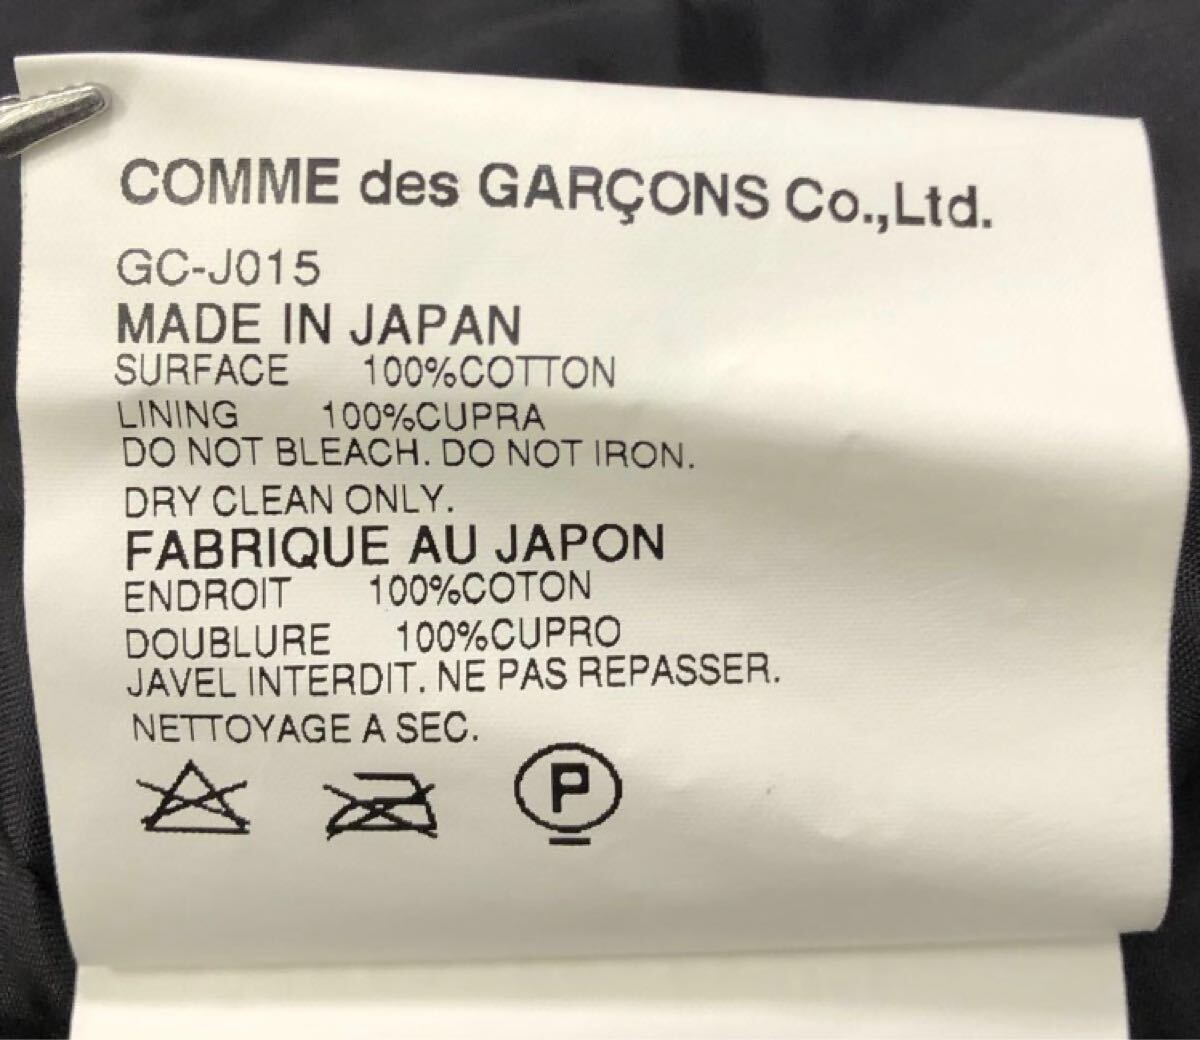 COMME des GARÇONS Co.,Ltd.
GC-J015
MADE IN JAPAN
SURFACE 100%COTTON
LINING 100%CUPRA
DO NOT BLEACH. DO NOT IRON.
DRY CLEAN ONLY.
FABRIQUE AU JAPON
ENDROIT 100%COTON
DOUBLURE 100%CUPRO
JAVEL INTERDIT. NE PAS REPASSER.
NETTOYAGE A SEC.
P